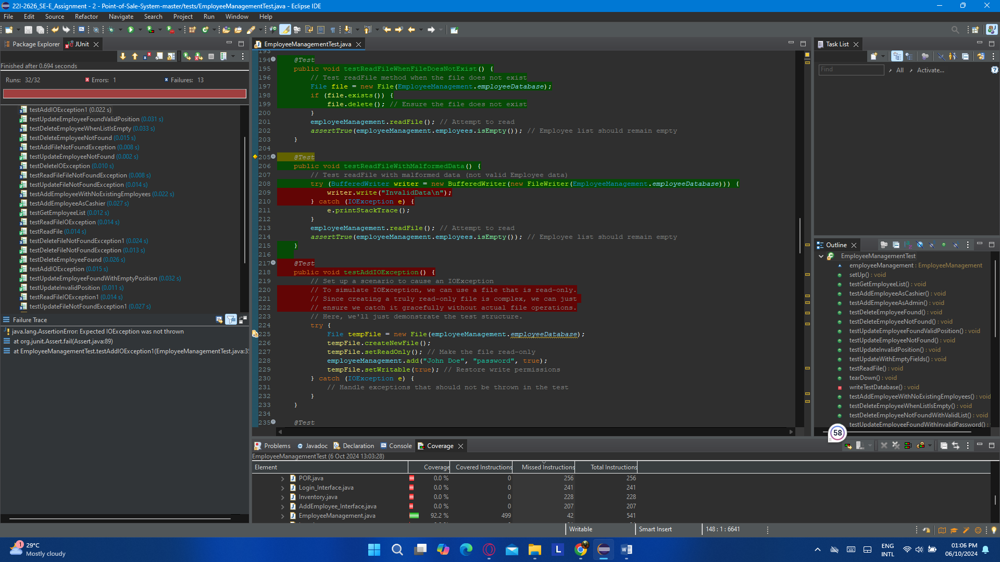 22I-2626_SE-E_Assignment - 2 - Point-of-Sale-System-master/tests/EmployeeManagementTest.java - Eclipse IDE
File Edit Source Refactor Navigate Search Project Run Window Help
Package Explorer JUnit
Finished after 0.694 seconds
Runs: 32/32 Errors: 1 Failures: 13
testAddIOException1 (0.022 s)
testUpdateEmployeeFoundValidPosition (0.031 s)
testDeleteEmployeeWhenListIsEmpty (0.033 s)
testDeleteEmployeeNotFound (0.015 s)
testAddFileNotFoundException (0.008 s)
testUpdateEmployeeNotFound (0.002 s)
testDeleteIOException (0.010 s)
testReadFileFileNotFoundException (0.008 s)
testUpdateFileNotFoundException (0.014 s)
testAddEmployeeWithNoExistingEmployees (0.022 s)
testAddEmployeeAsCashier (0.027 s)
testGetEmployeeList (0.012 s)
testReadFileIOException (0.014 s)
testReadFile (0.014 s)
testDeleteFileNotFoundException1 (0.024 s)
testDeleteFileNotFoundException (0.013 s)
testDeleteEmployeeFound (0.026 s)
testAddIOException (0.015 s)
testUpdateEmployeeFoundWithEmptyPosition (0.032 s)
testUpdateInvalidPosition (0.011 s)
testReadFileIOException1 (0.014 s)
testUpdateFileNotFoundException1 (0.027 s)
Failure Trace
java.lang.AssertionError: Expected IOException was not thrown
at org.junit.Assert.fail(Assert.java:89)
at EmployeeManagementTest.testAddIOException1(EmployeeManagementTest.java:35
EmployeeManagementTest.java
193
194 @Test
195 public void testReadFileWhenFileDoesNotExist() {
196 // Test readFile method when the file does not exist
197 File file = new File(EmployeeManagement.employeeDatabase);
198 if (file.exists()) {
199 file.delete(); // Ensure the file does not exist
200 }
201 employeeManagement.readFile(); // Attempt to read
202 assertTrue(employeeManagement.employees.isEmpty()); // Employee list should remain empty
203 }
204
205 @Test
206 public void testReadFileWithMalformedData() {
207 // Test readFile with malformed data (not valid Employee data)
208 try (BufferedWriter writer = new BufferedWriter(new FileWriter(EmployeeManagement.employeeDatabase))) {
209 writer.write("InvalidData\n");
210 } catch (IOException e) {
211 e.printStackTrace();
212 }
213 employeeManagement.readFile(); // Attempt to read
214 assertTrue(employeeManagement.employees.isEmpty()); // Employee list should remain empty
215 }
216
217 @Test
218 public void testAddIOException() {
219 // Set up a scenario to cause an IOException
220 // To simulate IOException, we can use a file that is read-only.
221 // Since creating a truly read-only file is complex, we can just
222 // ensure we catch it gracefully without actual file operations.
223 // Here, we'll just demonstrate the test structure.
224 try {
225 File tempFile = new File(employeeManagement.employeeDatabase);
226 tempFile.createNewFile();
227 tempFile.setReadOnly(); // Make the file read-only
228 employeeManagement.add("John Doe", "password", true);
229 tempFile.setWritable(true); // Restore write permissions
230 } catch (IOException e) {
231 // Handle exceptions that should not be thrown in the test
232 }
233 }
234
235 @Test
Task List
Find All Activate...
Outline
EmployeeManagementTest
employeeManagement : EmployeeManagement
setUp() : void
testGetEmployeeList() : void
testAddEmployeeAsCashier() : void
testAddEmployeeAsAdmin() : void
testDeleteEmployeeFound() : void
testDeleteEmployeeNotFound() : void
testUpdateEmployeeFoundValidPosition() : void
testUpdateEmployeeNotFound() : void
testUpdateInvalidPosition() : void
testUpdateWithEmptyFields() : void
testReadFile() : void
tearDown() : void
writeTestDatabase() : void
testAddEmployeeWithNoExistingEmployees() : void
testDeleteEmployeeWhenListIsEmpty() : void
testDeleteEmployeeNotFoundWithValidList() : void
testUpdateEmployeeFoundWithInvalidPassword() :
58
Problems Javadoc Declaration Console Coverage
EmployeeManagementTest (6 Oct 2024 13:03:28)
Element Coverage Covered Instructions Missed Instructions Total Instructions
POR.java 0.0 % 0 256 256
Login_Interface.java 0.0 % 0 241 241
Inventory.java 0.0 % 0 228 228
AddEmployee_Interface.java 0.0 % 0 207 207
EmployeeManagement.java 92.2 % 499 42 541
Writable Smart Insert 148 : 1 : 6641
1
29°C
Mostly cloudy
ENG
INTL
01:06 PM
06/10/2024